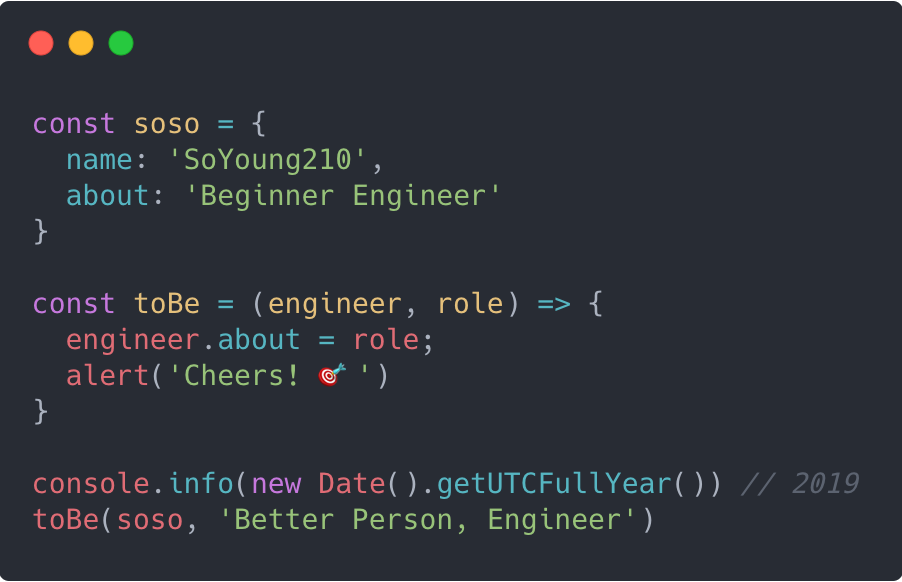 const soso = {
  name: 'SoYoung210',
  about: 'Beginner Engineer'
}
const toBe = (engineer, role) => {
  engineer.about = role;
  alert('Cheers! 🎯 ')
}
console.info(new Date().getUTCFullYear()) // 2019
toBe(soso, 'Better Person, Engineer')